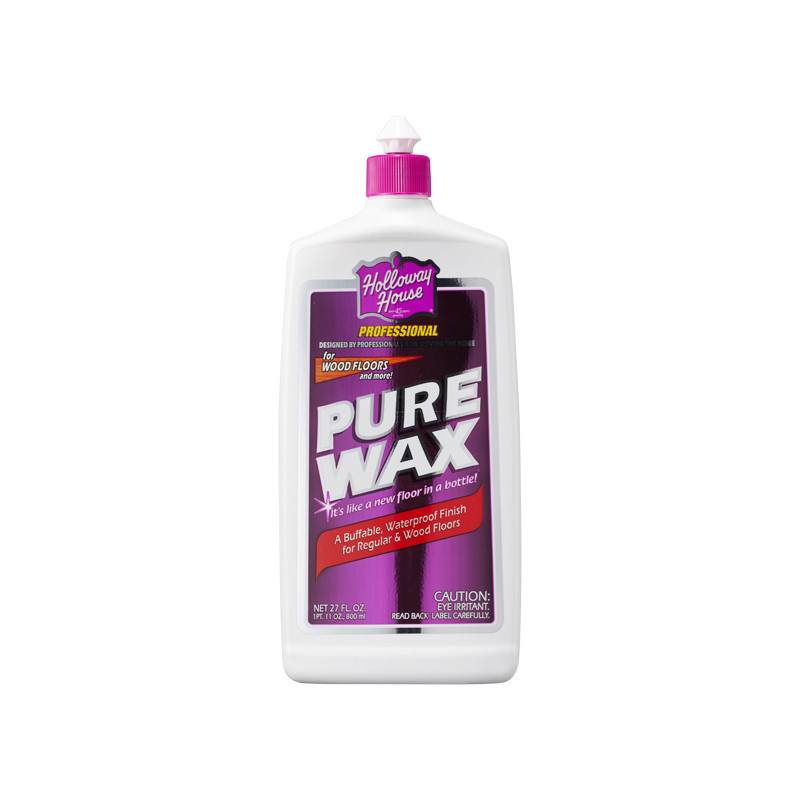 Holloway
House
PROFESSIONAL
DESIGNED BY PROFESSIONALS FOR
for
WOOD FLOORS
and more!
PURE
WAX
It's like a new floor in a bottle!
A Buffable, Waterproof Finish
for Regular & Wood Floors
CAUTION:
EYE IRRITANT.
READ BACK LABEL CAREFULLY.
NET 27 FL. OZ
1PT. 11 OZ., 800 ml